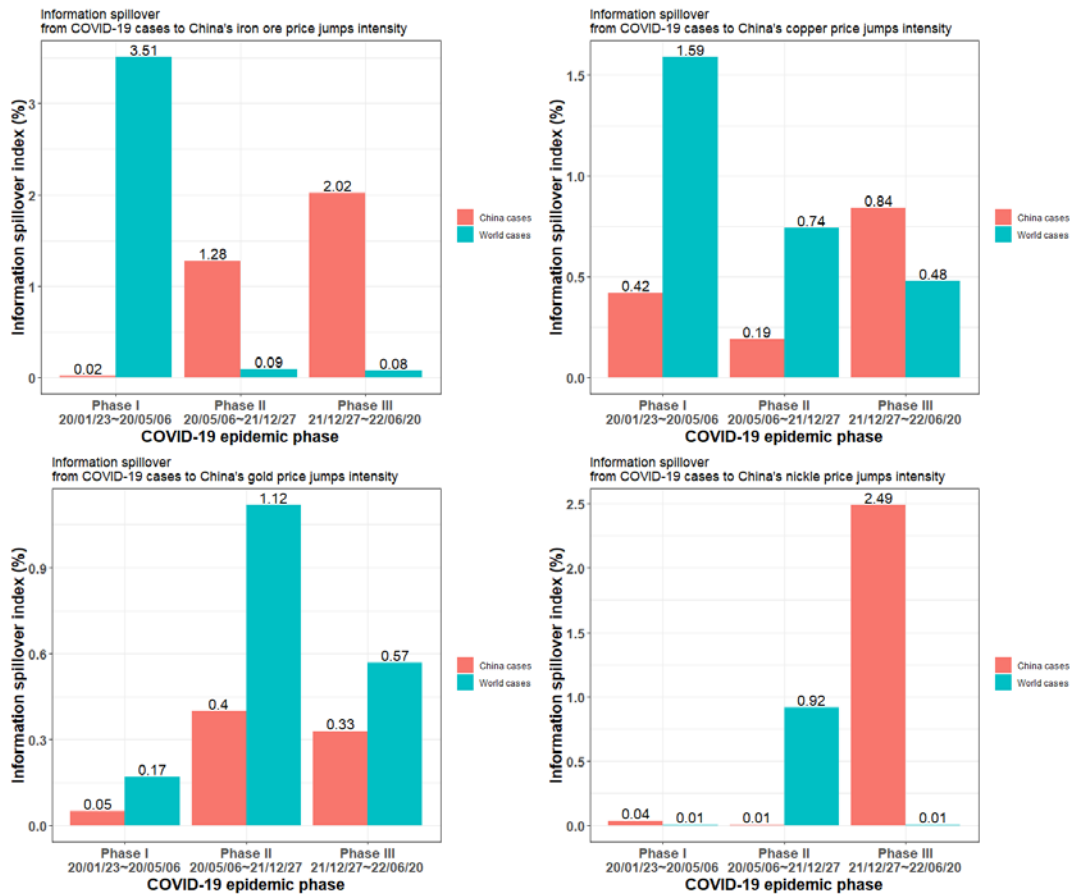 Information spillover
from COVID-19 cases to China's iron ore price jumps intensity
Information spillover index (%)
3
2
1
0
3.51
2.02
1.28
0.02
0.09
0.08
China cases
World cases
Phase I
20/01/23~20/05/06
Phase II
20/05/06~21/12/27
Phase III
21/12/27~22/06/20
COVID-19 epidemic phase
Information spillover
from COVID-19 cases to China's copper price jumps intensity
Information spillover index (%)
1.5
1.0
0.5
0.0
1.59
0.84
0.74
0.42
0.48
0.19
China cases
World cases
Phase I
20/01/23~20/05/06
Phase II
20/05/06~21/12/27
Phase III
21/12/27~22/06/20
COVID-19 epidemic phase
Information spillover
from COVID-19 cases to China's gold price jumps intensity
Information spillover index (%)
0.9
0.6
0.3
0.0
1.12
0.57
0.4
0.33
0.17
0.05
China cases
World cases
Phase I
20/01/23~20/05/06
Phase II
20/05/06~21/12/27
Phase III
21/12/27~22/06/20
COVID-19 epidemic phase
Information spillover
from COVID-19 cases to China's nickle price jumps intensity
Information spillover index (%)
2.5
2.0
1.5
1.0
0.5
0.0
2.49
0.92
0.04
0.01
0.01
0.01
China cases
World cases
Phase I
20/01/23~20/05/06
Phase II
20/05/06~21/12/27
Phase III
21/12/27~22/06/20
COVID-19 epidemic phase